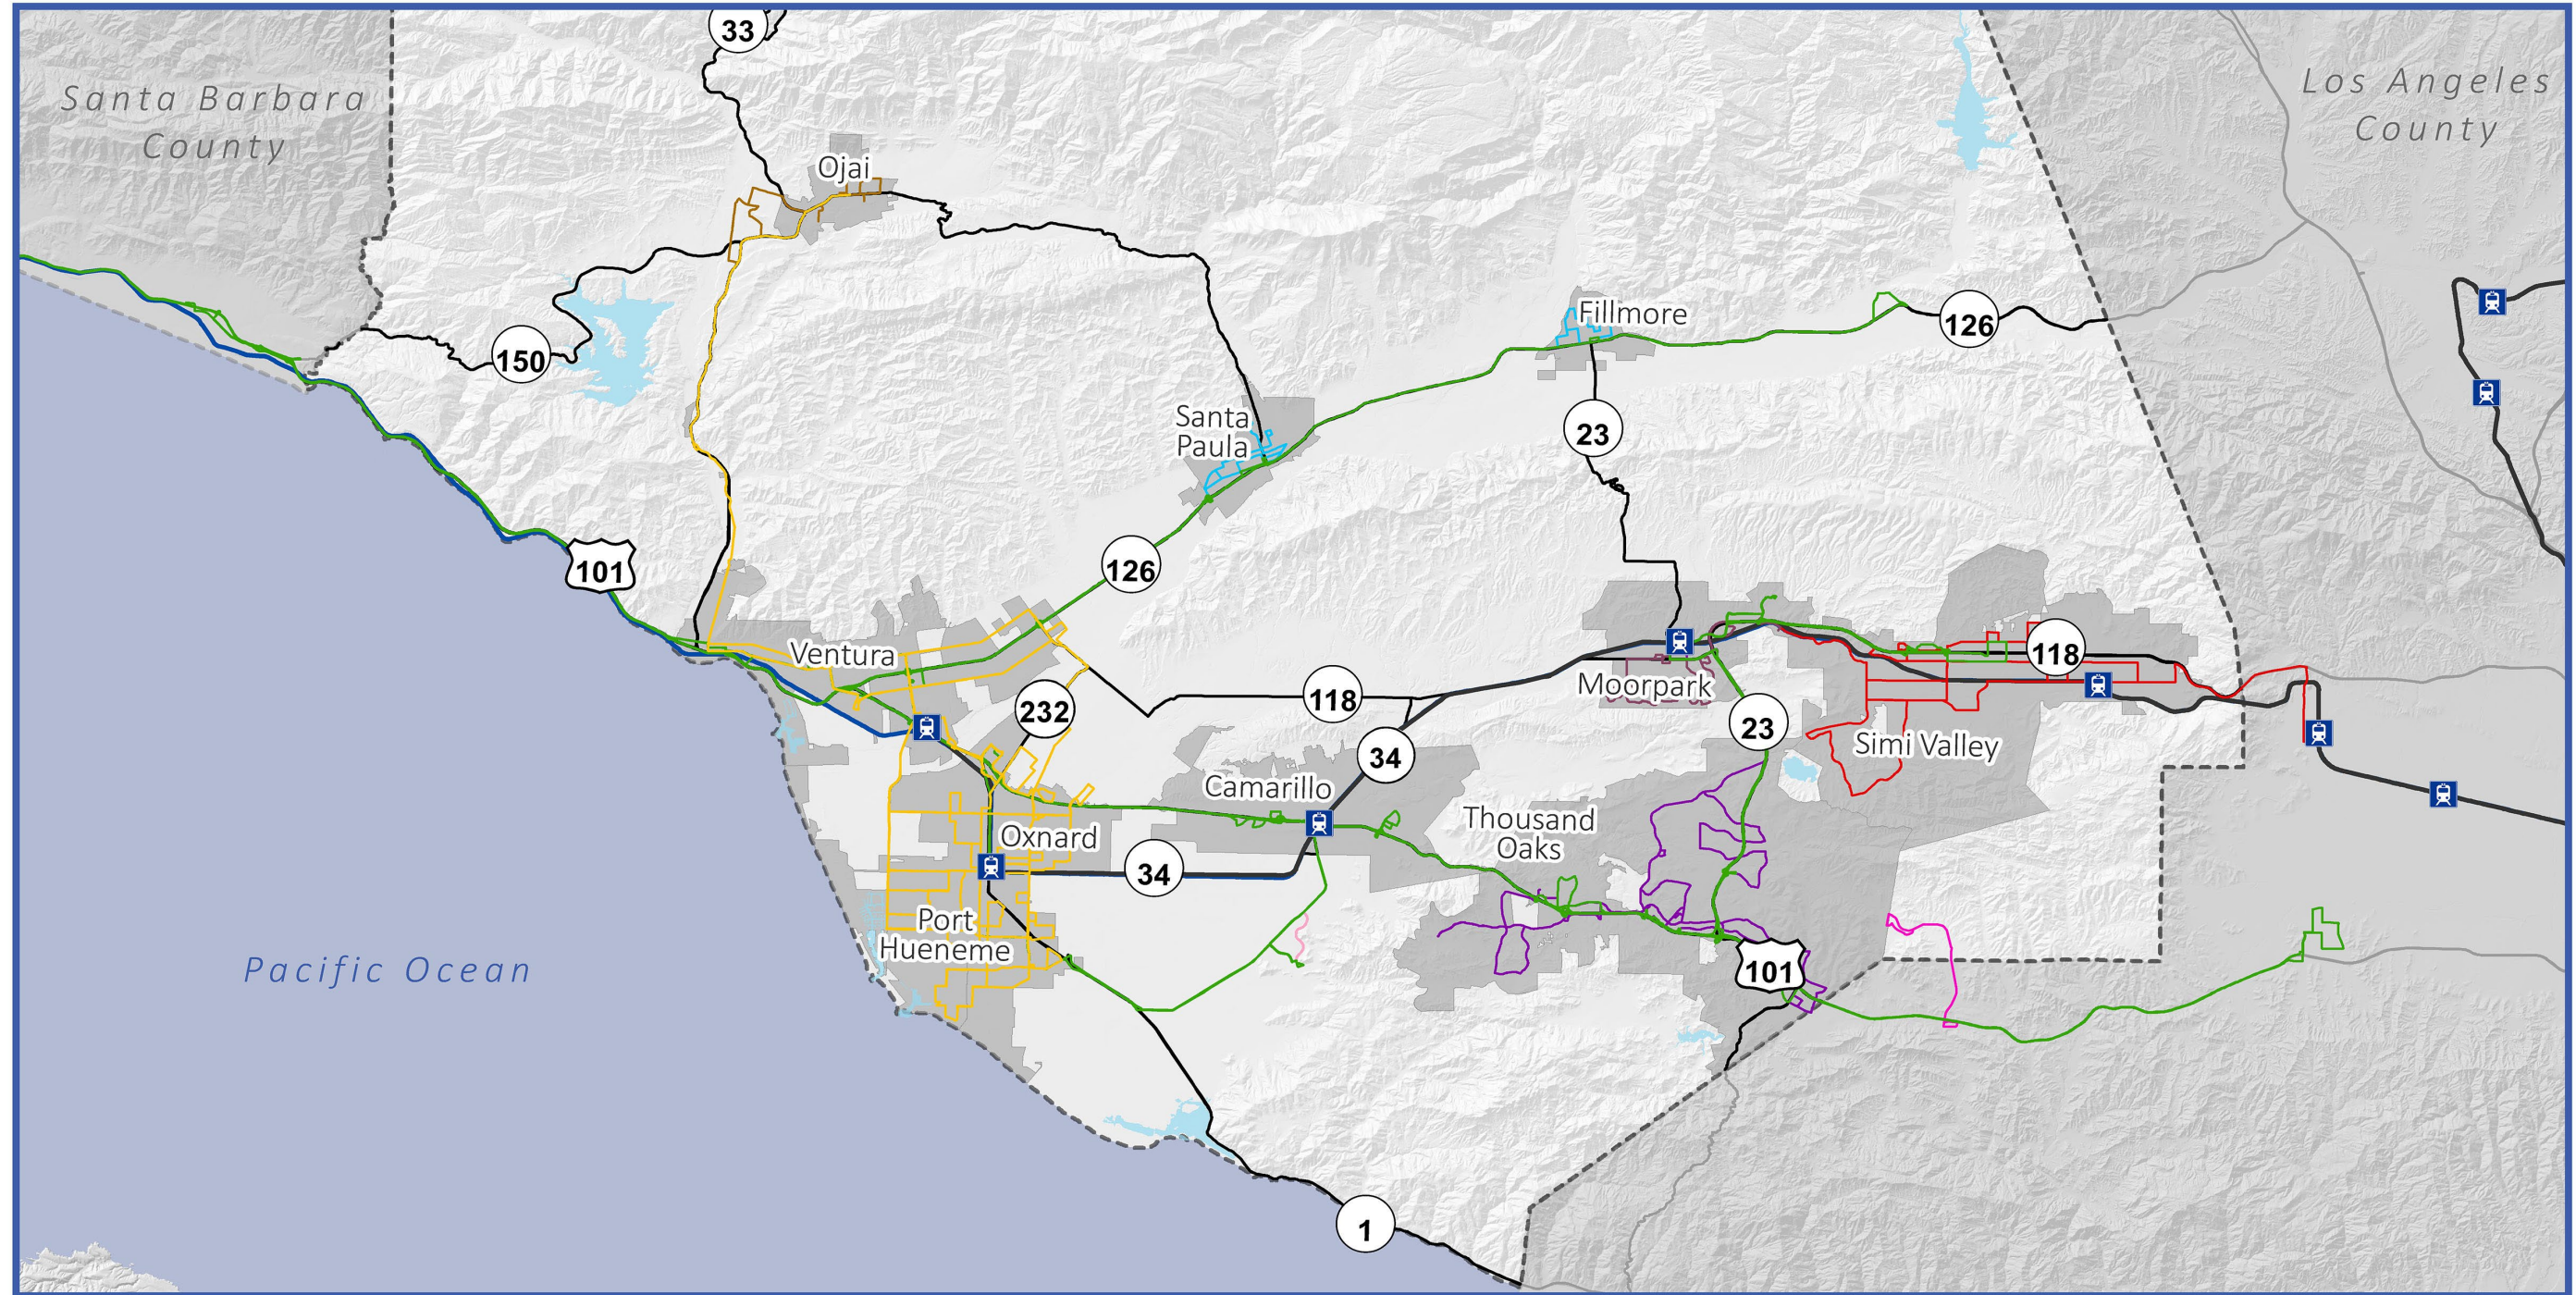 33
Santa Barbara
County
Los Angeles
County
Ojai
Fillmore
126
150
23
Santa
Paula
101
126
118
Ventura
Moorpark
118
232
23
34
Simi Valley
Camarillo
Thousand
Oaks
Oxnard
34
Port
Hueneme
Pacific Ocean
101
1